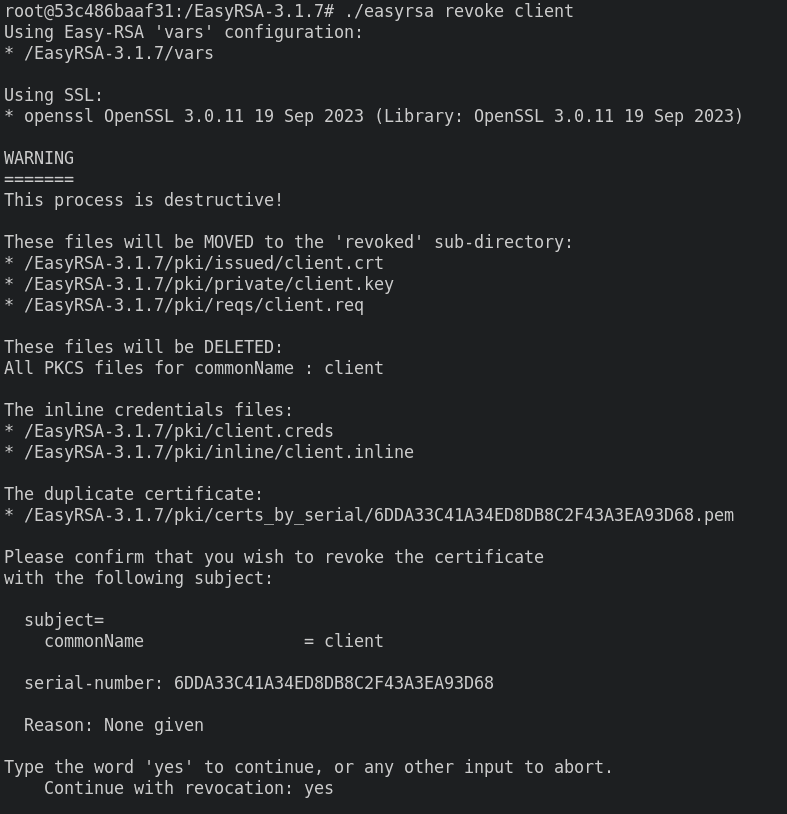 root@53c486baaf31:/EasyRSA-3.1.7# ./easyrsa revoke client
Using Easy-RSA 'vars' configuration:
* /EasyRSA-3.1.7/vars

Using SSL:
* openssl OpenSSL 3.0.11 19 Sep 2023 (Library: OpenSSL 3.0.11 19 Sep 2023)

WARNING
=======
This process is destructive!

These files will be MOVED to the 'revoked' sub-directory:
* /EasyRSA-3.1.7/pki/issued/client.crt
* /EasyRSA-3.1.7/pki/private/client.key
* /EasyRSA-3.1.7/pki/reqs/client.req

These files will be DELETED:
All PKCS files for commonName : client

The inline credentials files:
* /EasyRSA-3.1.7/pki/client.creds
* /EasyRSA-3.1.7/pki/inline/client.inline

The duplicate certificate:
* /EasyRSA-3.1.7/pki/certs_by_serial/6DDA33C41A34ED8DB8C2F43A3EA93D68.pem

Please confirm that you wish to revoke the certificate
with the following subject:

  subject=
    commonName                = client

  serial-number: 6DDA33C41A34ED8DB8C2F43A3EA93D68

  Reason: None given

Type the word 'yes' to continue, or any other input to abort.
    Continue with revocation: yes